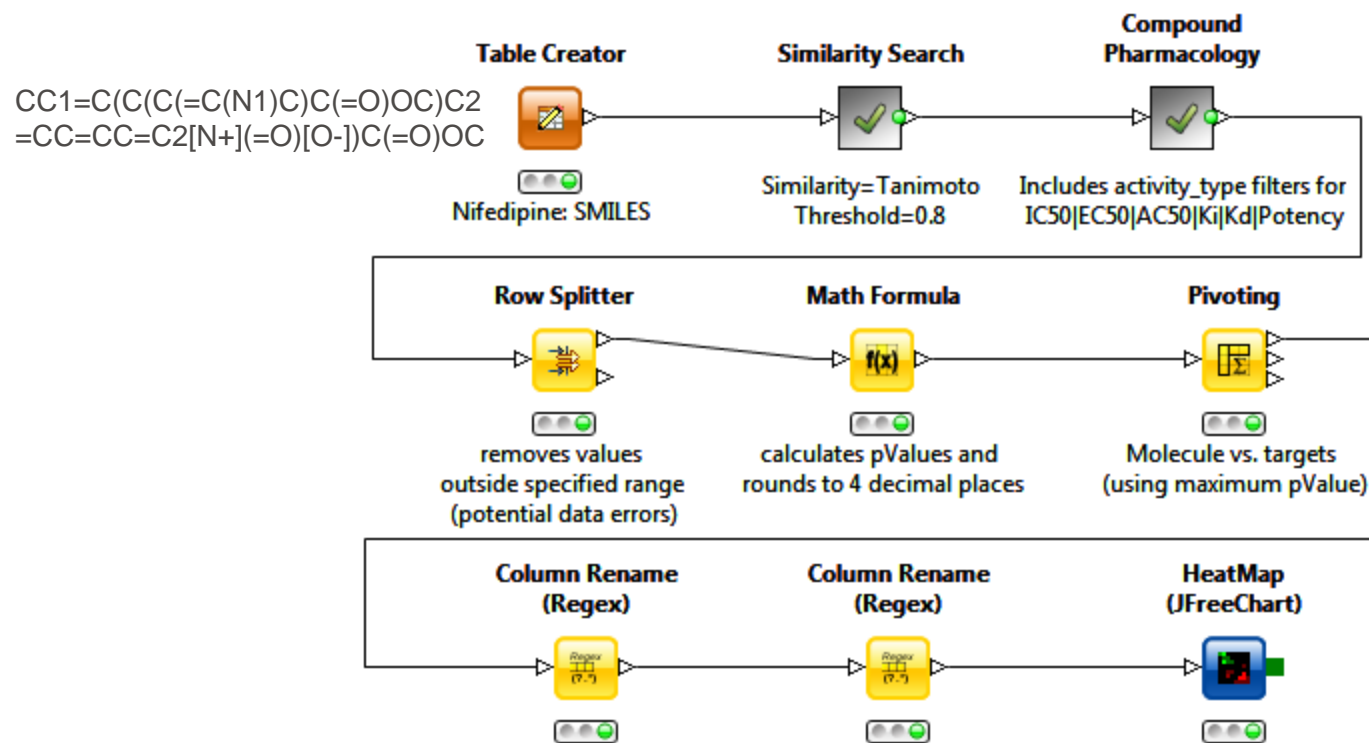 Compound
Table Creator Similarity Search Pharmacology
CC1=C(C(C(=C(N1)C)C(=O)OC)C2
=CC=CC=C2[N+](=O)[O-])C(=O)OC
Similarity=Tanimoto Includes activity_type filters for
Nifedipine: SMILES Threshold=0.8 IC50|EC50|AC50|Ki|Kd|Potency
Row Splitter Math Formula Pivoting
f(x) Σ
removes values calculates pValues and Molecule vs. targets
outside specified range rounds to 4 decimal places (using maximum pValue)
(potential data errors)
Column Rename Column Rename HeatMap
(Regex) (Regex) (JFreeChart)
Regex Regex
(?.*) (?.*)